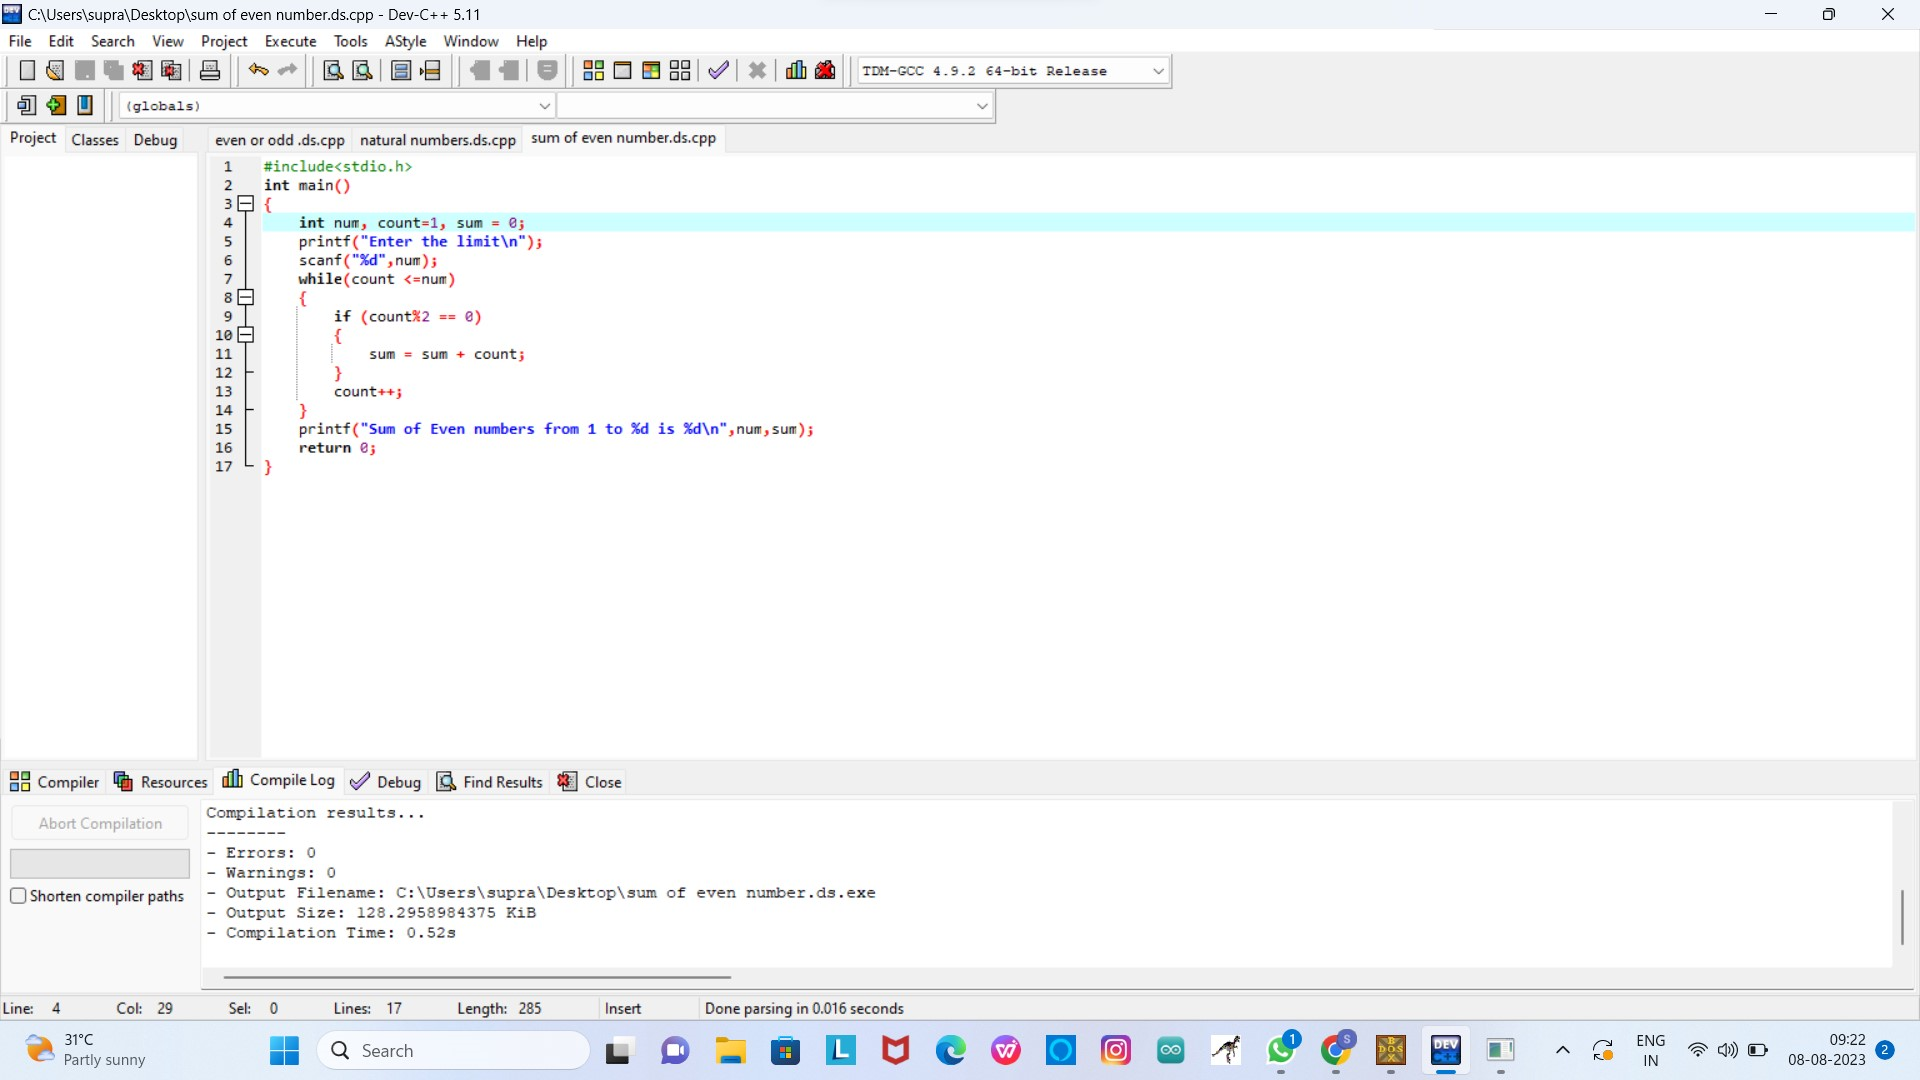 C:\Users\supra\Desktop\sum of even number.ds.cpp - Dev-C++ 5.11
File Edit Search View Project Execute Tools AStyle Window Help
TDM-GCC 4.9.2 64-bit Release
(globals)
Project Classes Debug even or odd .ds.cpp natural numbers.ds.cpp sum of even number.ds.cpp
1 #include<stdio.h>
2 int main()
3 {
4 int num, count=1, sum = 0;
5 printf("Enter the limit\n");
6 scanf("%d",num);
7 while(count <=num)
8 {
9 if (count%2 == 0)
10 {
11 sum = sum + count;
12 }
13 count++;
14 }
15 printf("Sum of Even numbers from 1 to %d is %d\n",num,sum);
16 return 0;
17 }
Compiler Resources Compile Log Debug Find Results Close
Abort Compilation
Shorten compiler paths
Compilation results...
--------
- Errors: 0
- Warnings: 0
- Output Filename: C:\Users\supra\Desktop\sum of even number.ds.exe
- Output Size: 128.2958984375 KiB
- Compilation Time: 0.52s
Line: 4 Col: 29 Sel: 0 Lines: 17 Length: 285 Insert Done parsing in 0.016 seconds
31°C
Partly sunny
Search
L
1
S
DEV
ENG
IN
09:22
08-08-2023
2